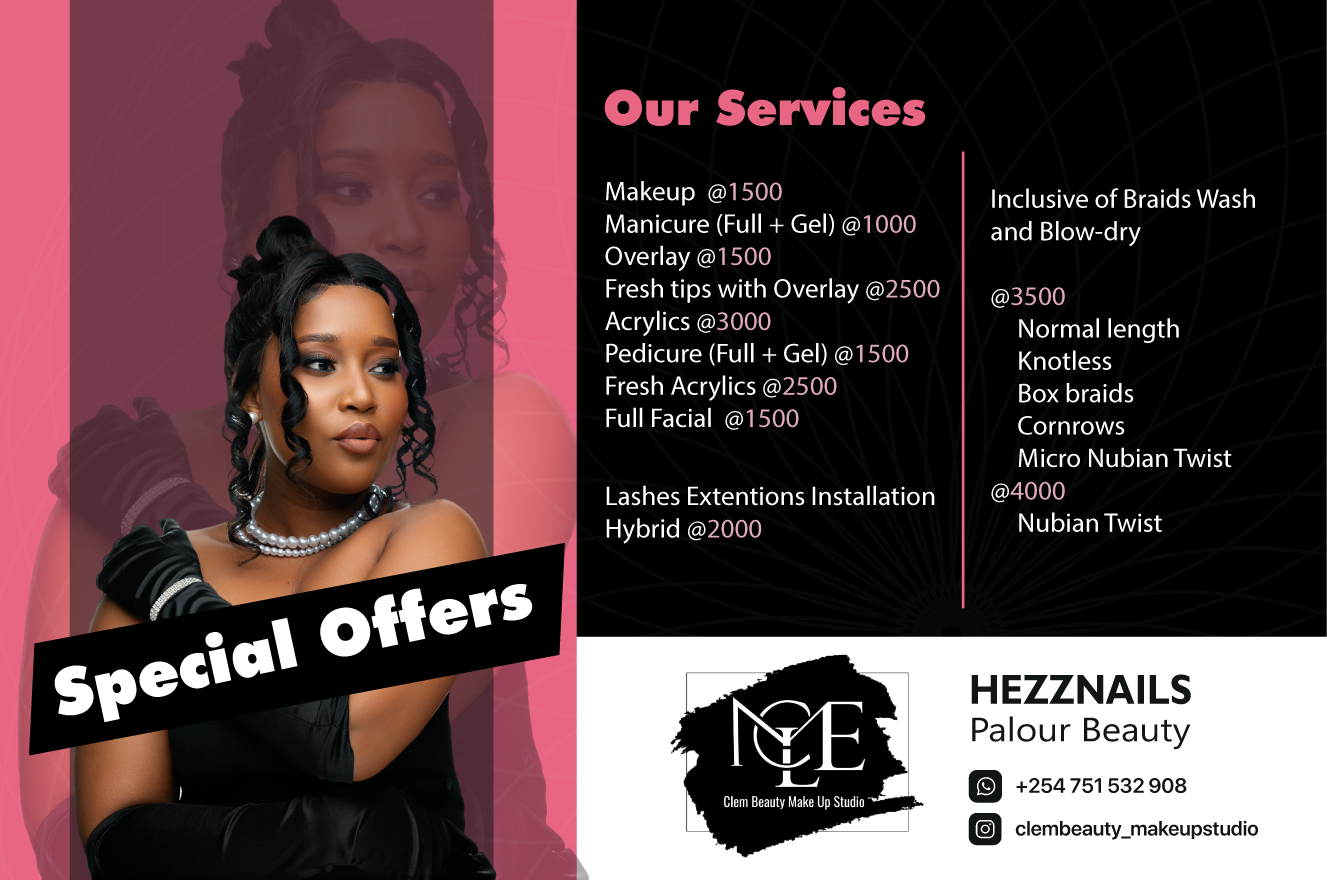 Special Offers
Our Services
Makeup @1500
Manicure (Full + Gel) @1000
Overlay @1500
Fresh tips with Overlay @2500
Acrylics @3000
Pedicure (Full + Gel) @1500
Fresh Acrylics @2500
Full Facial @1500
Lashes Extentions Installation
Hybrid @2000
Inclusive of Braids Wash
and Blow-dry
@3500
Normal length
Knotless
Box braids
Cornrows
Micro Nubian Twist
@4000
Nubian Twist
Clem Beauty Make Up Studio
HEZZNAILS
Palour Beauty
+254 751 532 908
clembeauty_makeupstudio